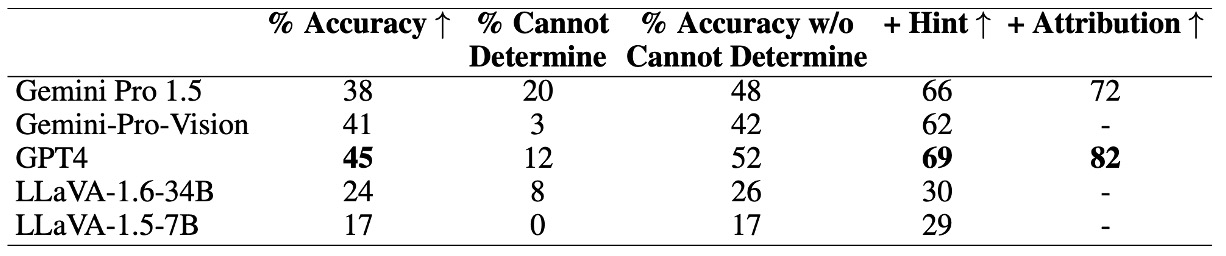 % Accuracy ↑ % Cannot Determine % Accuracy w/o Cannot Determine + Hint ↑ + Attribution ↑
Gemini Pro 1.5 38 20 48 66 72
Gemini-Pro-Vision 41 3 42 62 -
GPT4 45 12 52 69 82
LLaVA-1.6-34B 24 8 26 30 -
LLaVA-1.5-7B 17 0 17 29 -